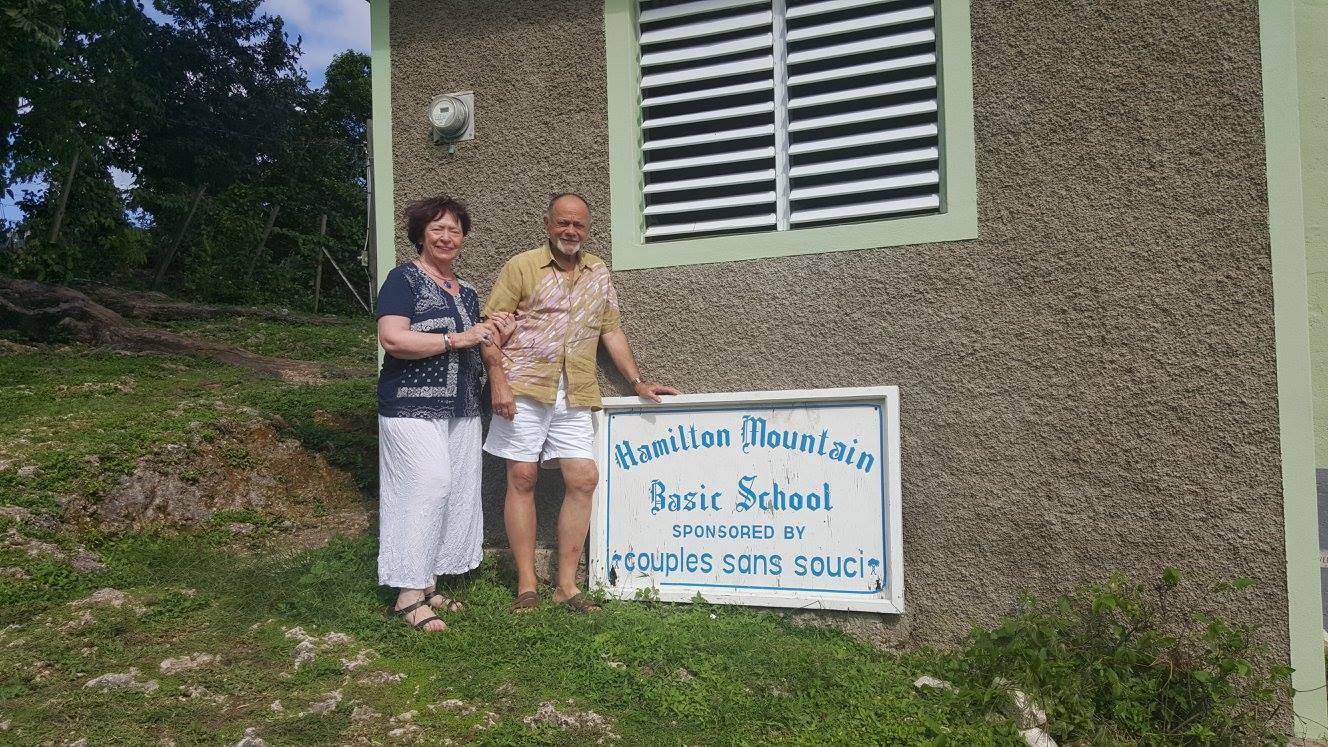 Hamilton Mountain
Basic School
SPONSORED BY
couples sans souci